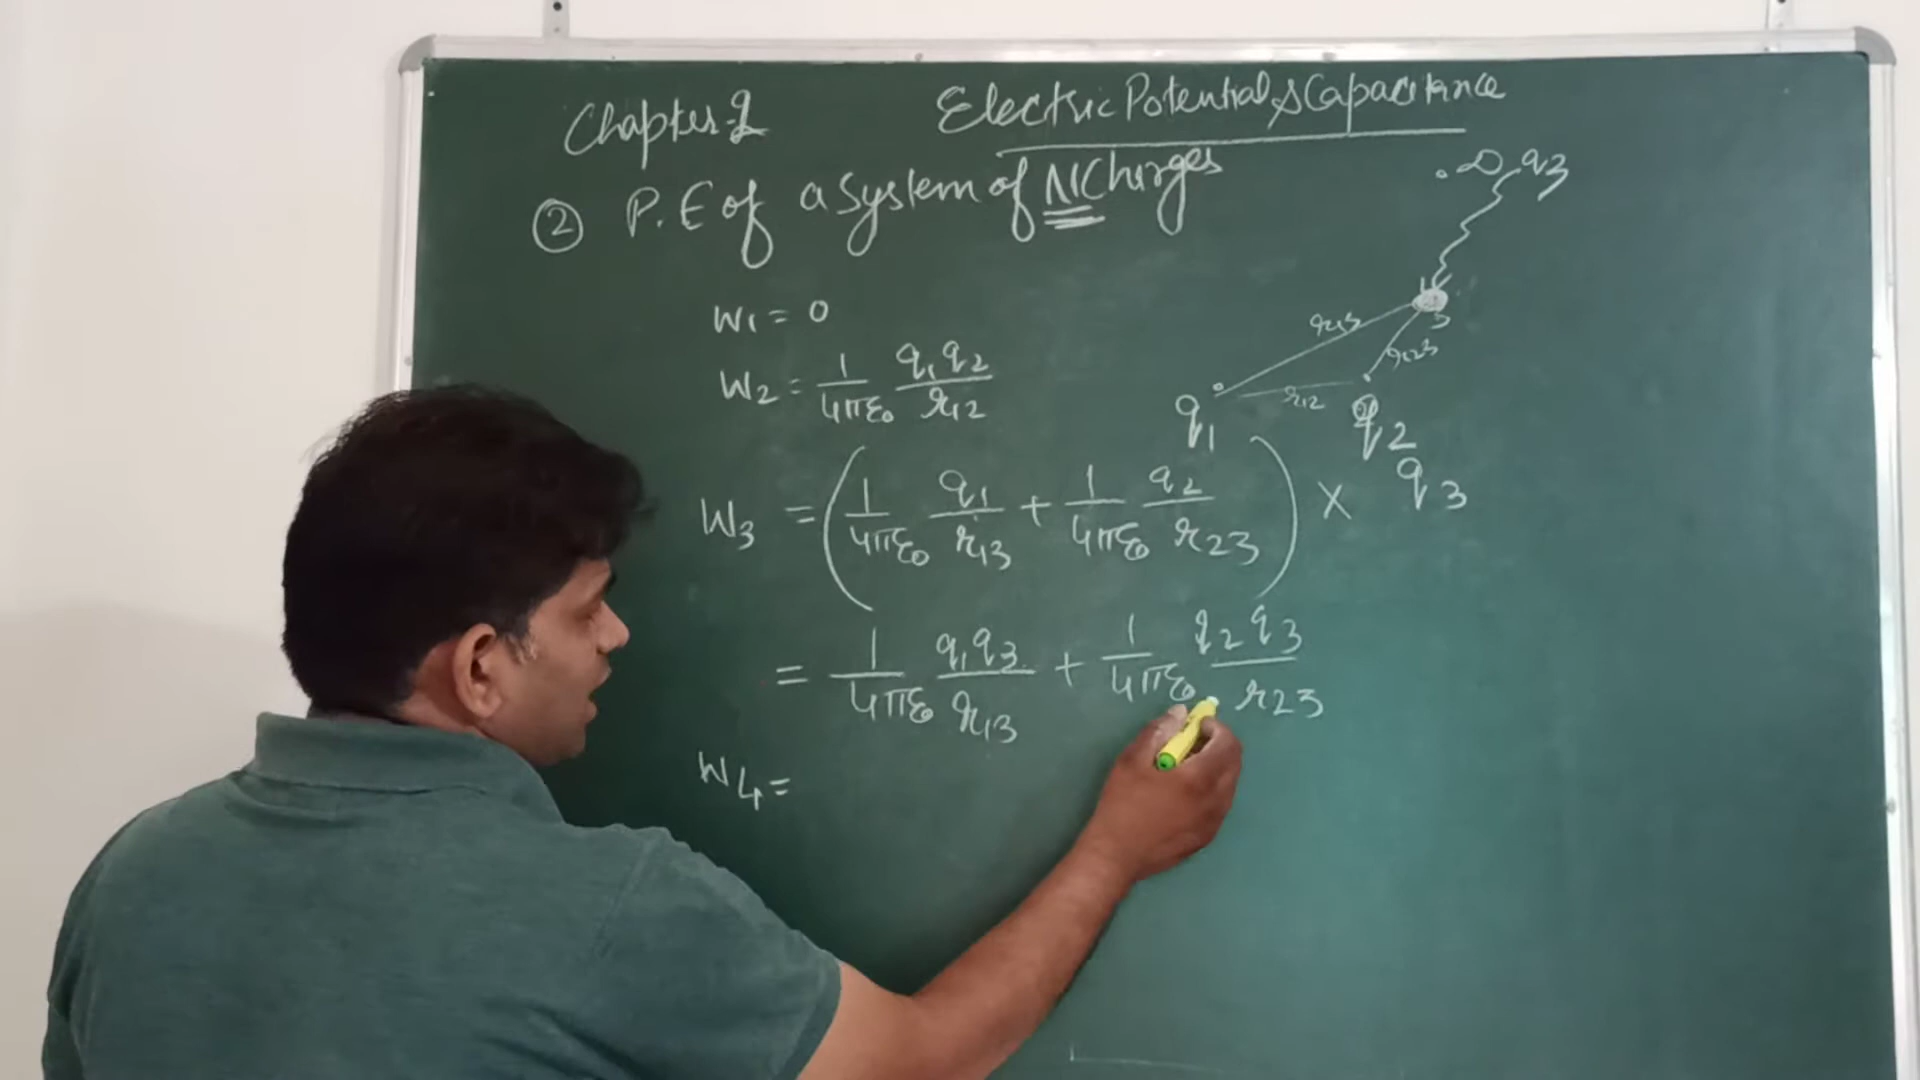 Chapter-2 Electric Potential & Capacitance
② P.E of a System of N Charges
∞ q3
W1 = 0
r13
3
W2 = 1/4πε0 q1q2/r12
r23
r12
q1 q2
W3 = (1/4πε0 q1/r13 + 1/4πε0 q2/r23) × q3
= 1/4πε0 q1q3/r13 + 1/4πε0 q2q3/r23
W4 =